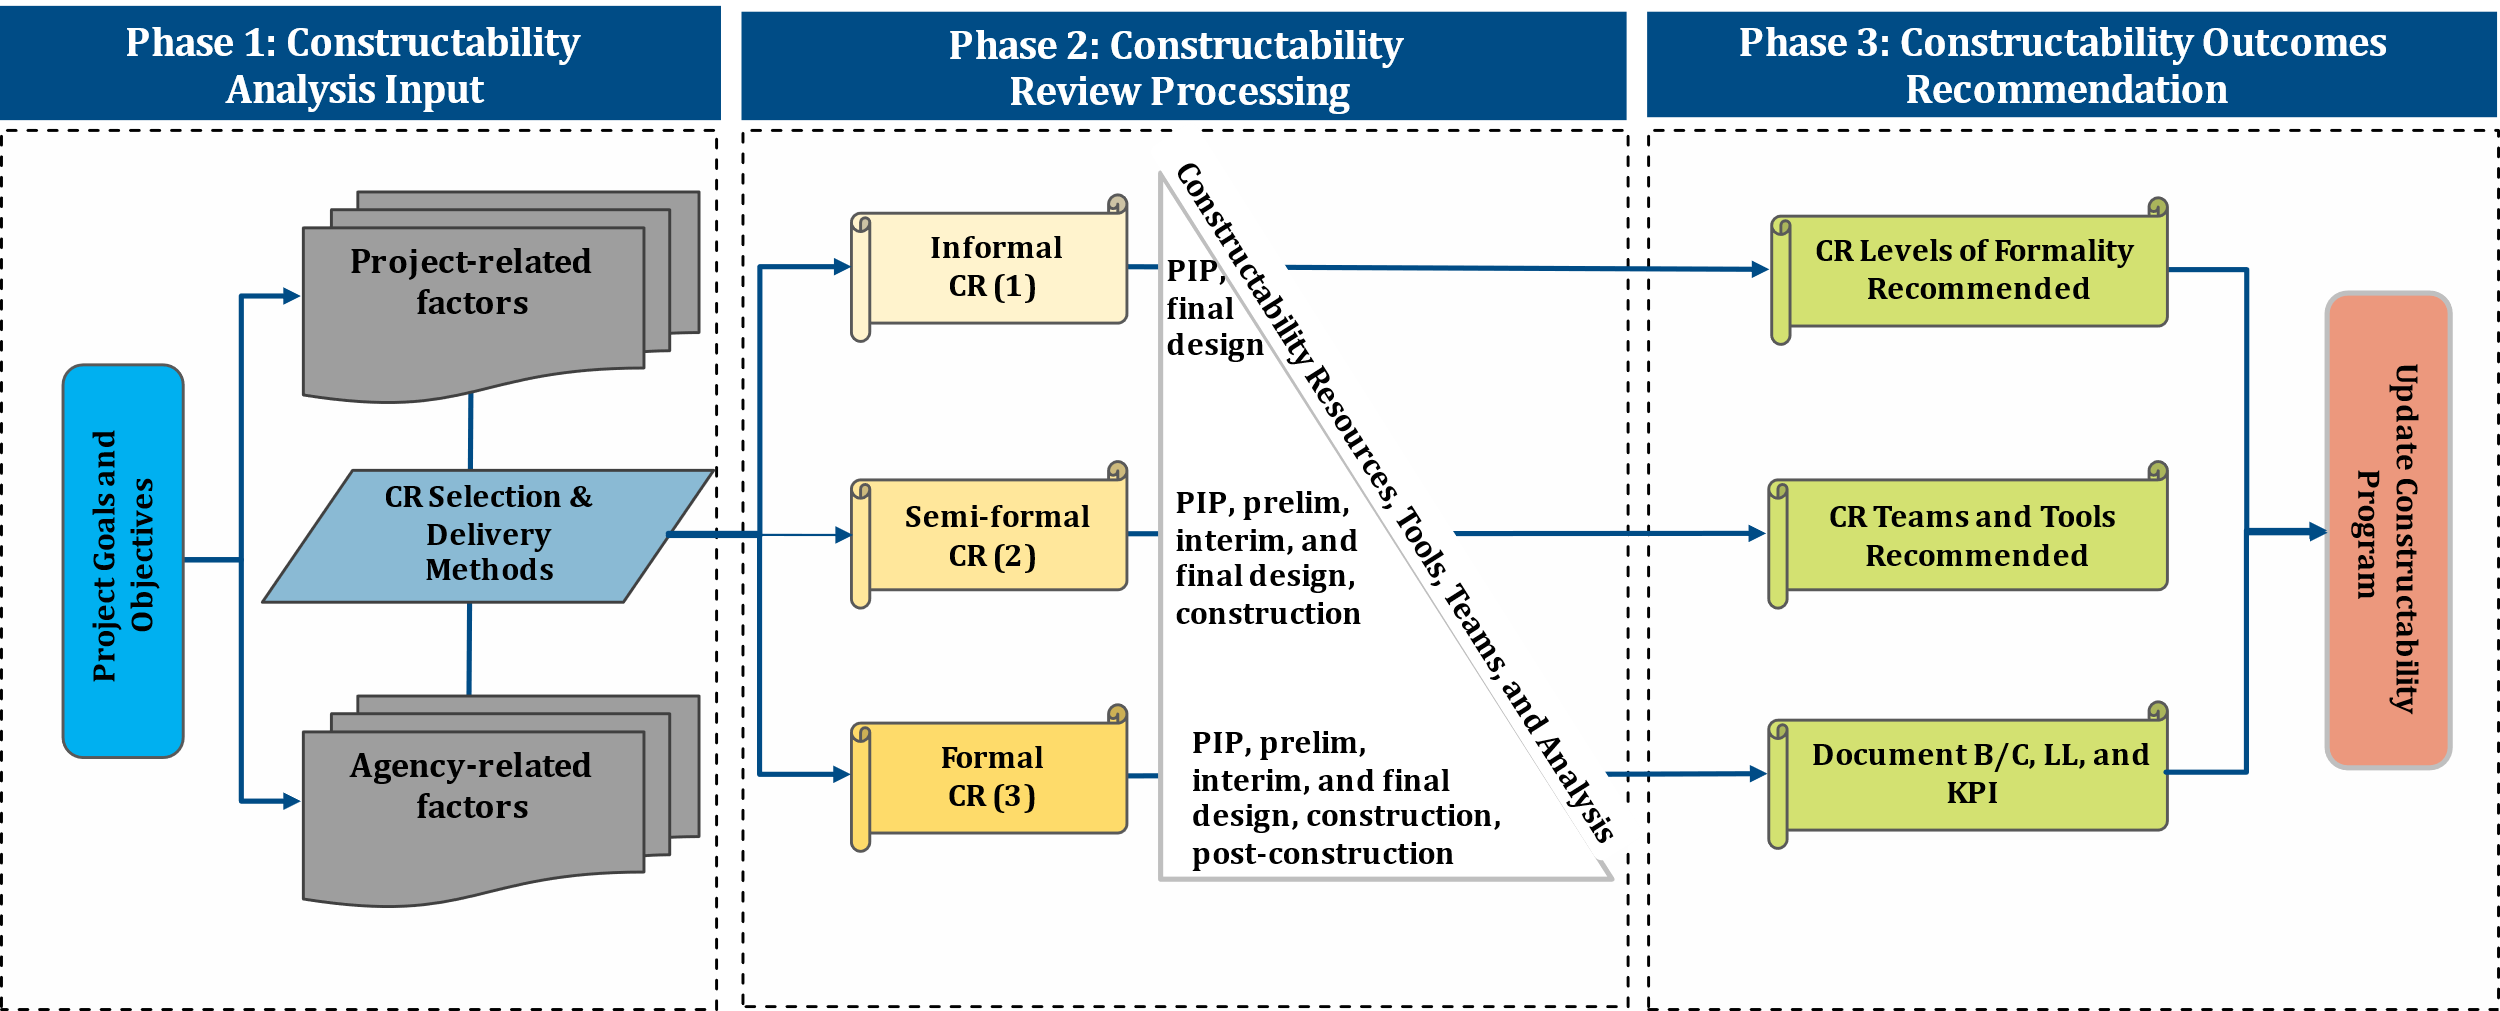 Phase 1: Constructability
Analysis Input
Project Goals and
Objectives
Project-related
factors
CR Selection &
Delivery
Methods
Agency-related
factors
Phase 2: Constructability
Review Processing
Informal
CR (1)
PIP,
final
design
Semi-formal
CR (2)
PIP, prelim,
interim, and
final design,
construction
Formal
CR (3)
PIP, prelim,
interim, and final
design, construction,
post-construction
Constructability Resources, Tools, Teams, and Analysis
Phase 3: Constructability Outcomes
Recommendation
CR Levels of Formality
Recommended
CR Teams and Tools
Recommended
Document B/C, LL, and
KPI
Update Constructability
Program